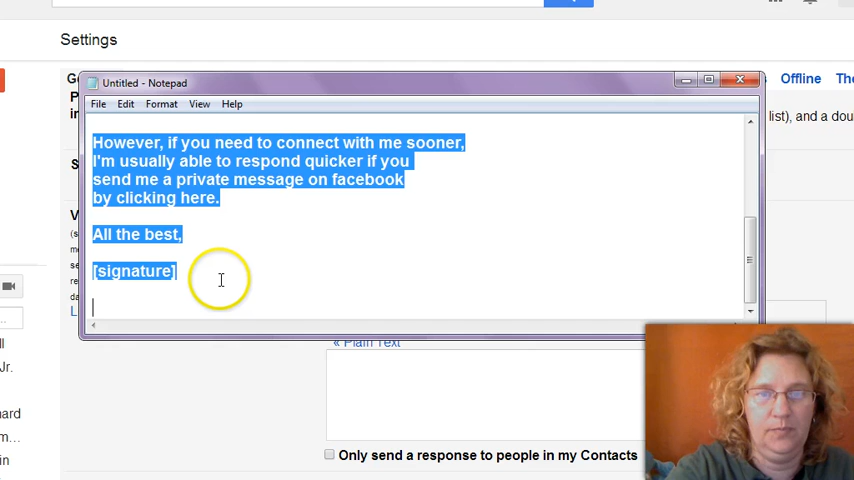 Settings
Untitled - Notepad
Offline
File Edit Format View Help
list), and a dou
However, if you need to connect with me sooner,
I'm usually able to respond quicker if you
send me a private message on facebook
by clicking here.
All the best,
[signature]
« Plain Text
Jr.
Only send a response to people in my Contacts